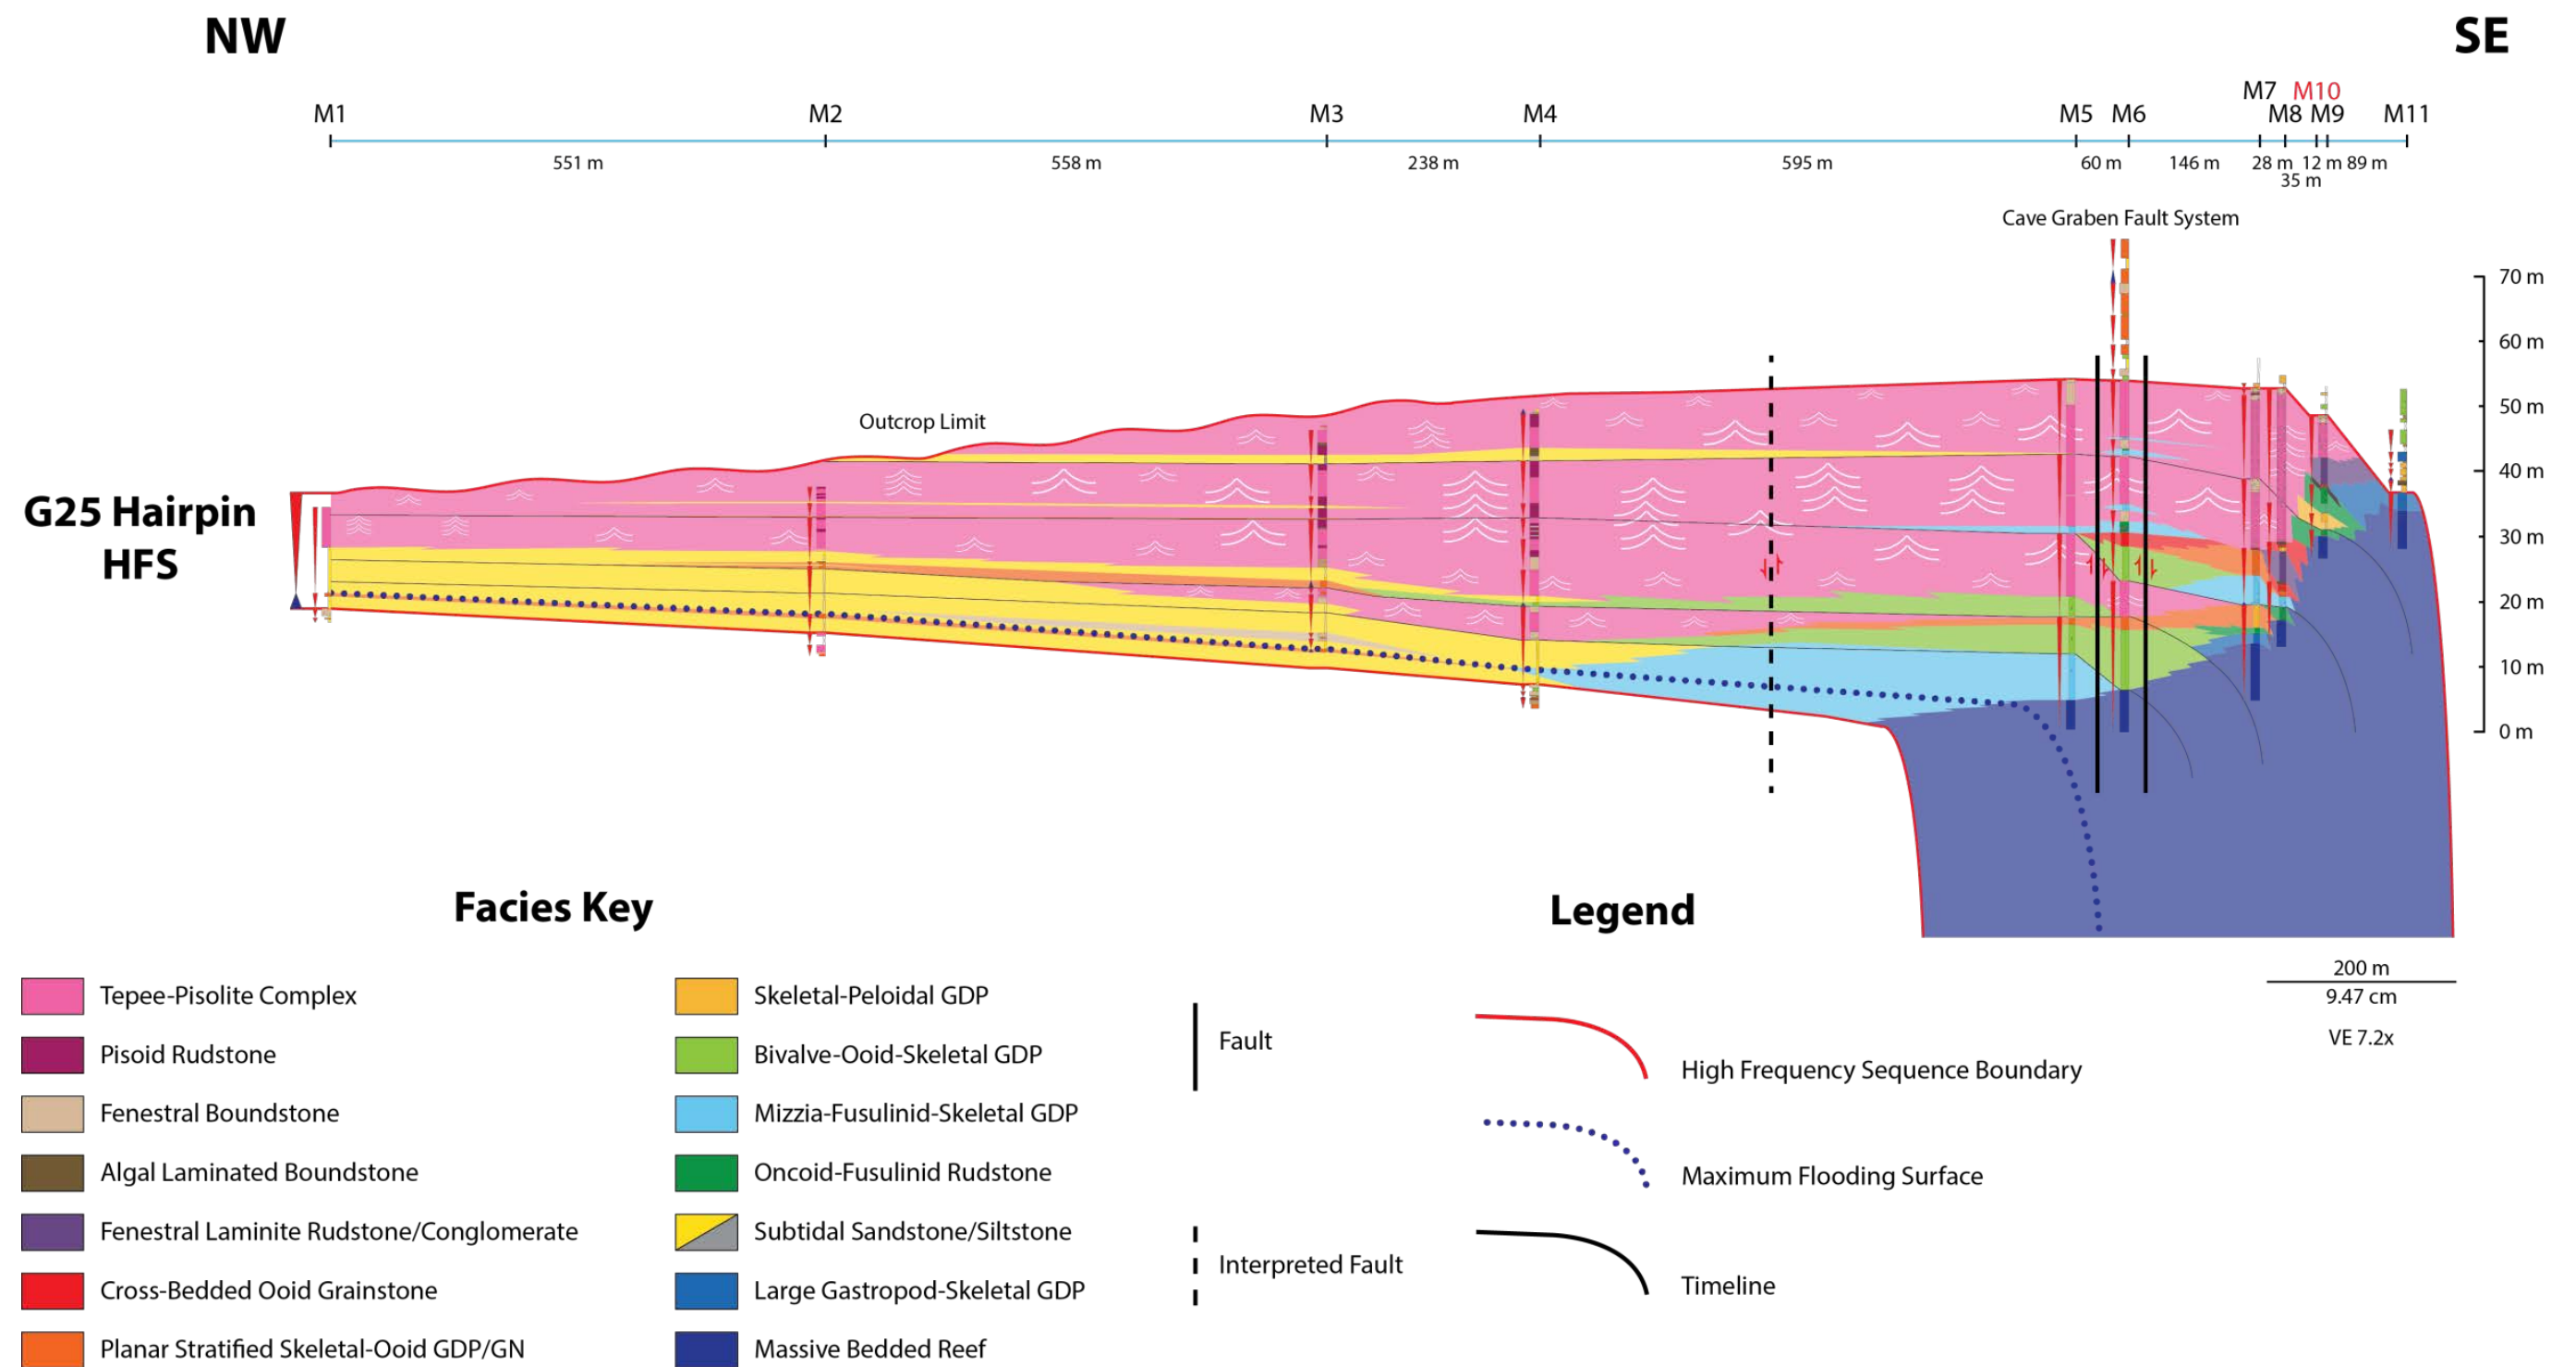 NW
SE
M7 M10
M1 M2 M3 M4 M5 M6 M8 M9 M11
551 m 558 m 238 m 595 m 60 m 146 m 28 m 12 m 89 m
35 m
Cave Graben Fault System
70 m
60 m
50 m
40 m
30 m
20 m
10 m
0 m
Outcrop Limit
G25 Hairpin
HFS
Facies Key
Tepee-Pisolite Complex
Pisoid Rudstone
Fenestral Boundstone
Algal Laminated Boundstone
Fenestral Laminite Rudstone/Conglomerate
Cross-Bedded Ooid Grainstone
Planar Stratified Skeletal-Ooid GDP/GN
Skeletal-Peloidal GDP
Bivalve-Ooid-Skeletal GDP
Mizzia-Fusulinid-Skeletal GDP
Oncoid-Fusulinid Rudstone
Subtidal Sandstone/Siltstone
Large Gastropod-Skeletal GDP
Massive Bedded Reef
Legend
Fault
Interpreted Fault
High Frequency Sequence Boundary
Maximum Flooding Surface
Timeline
200 m
9.47 cm
VE 7.2x